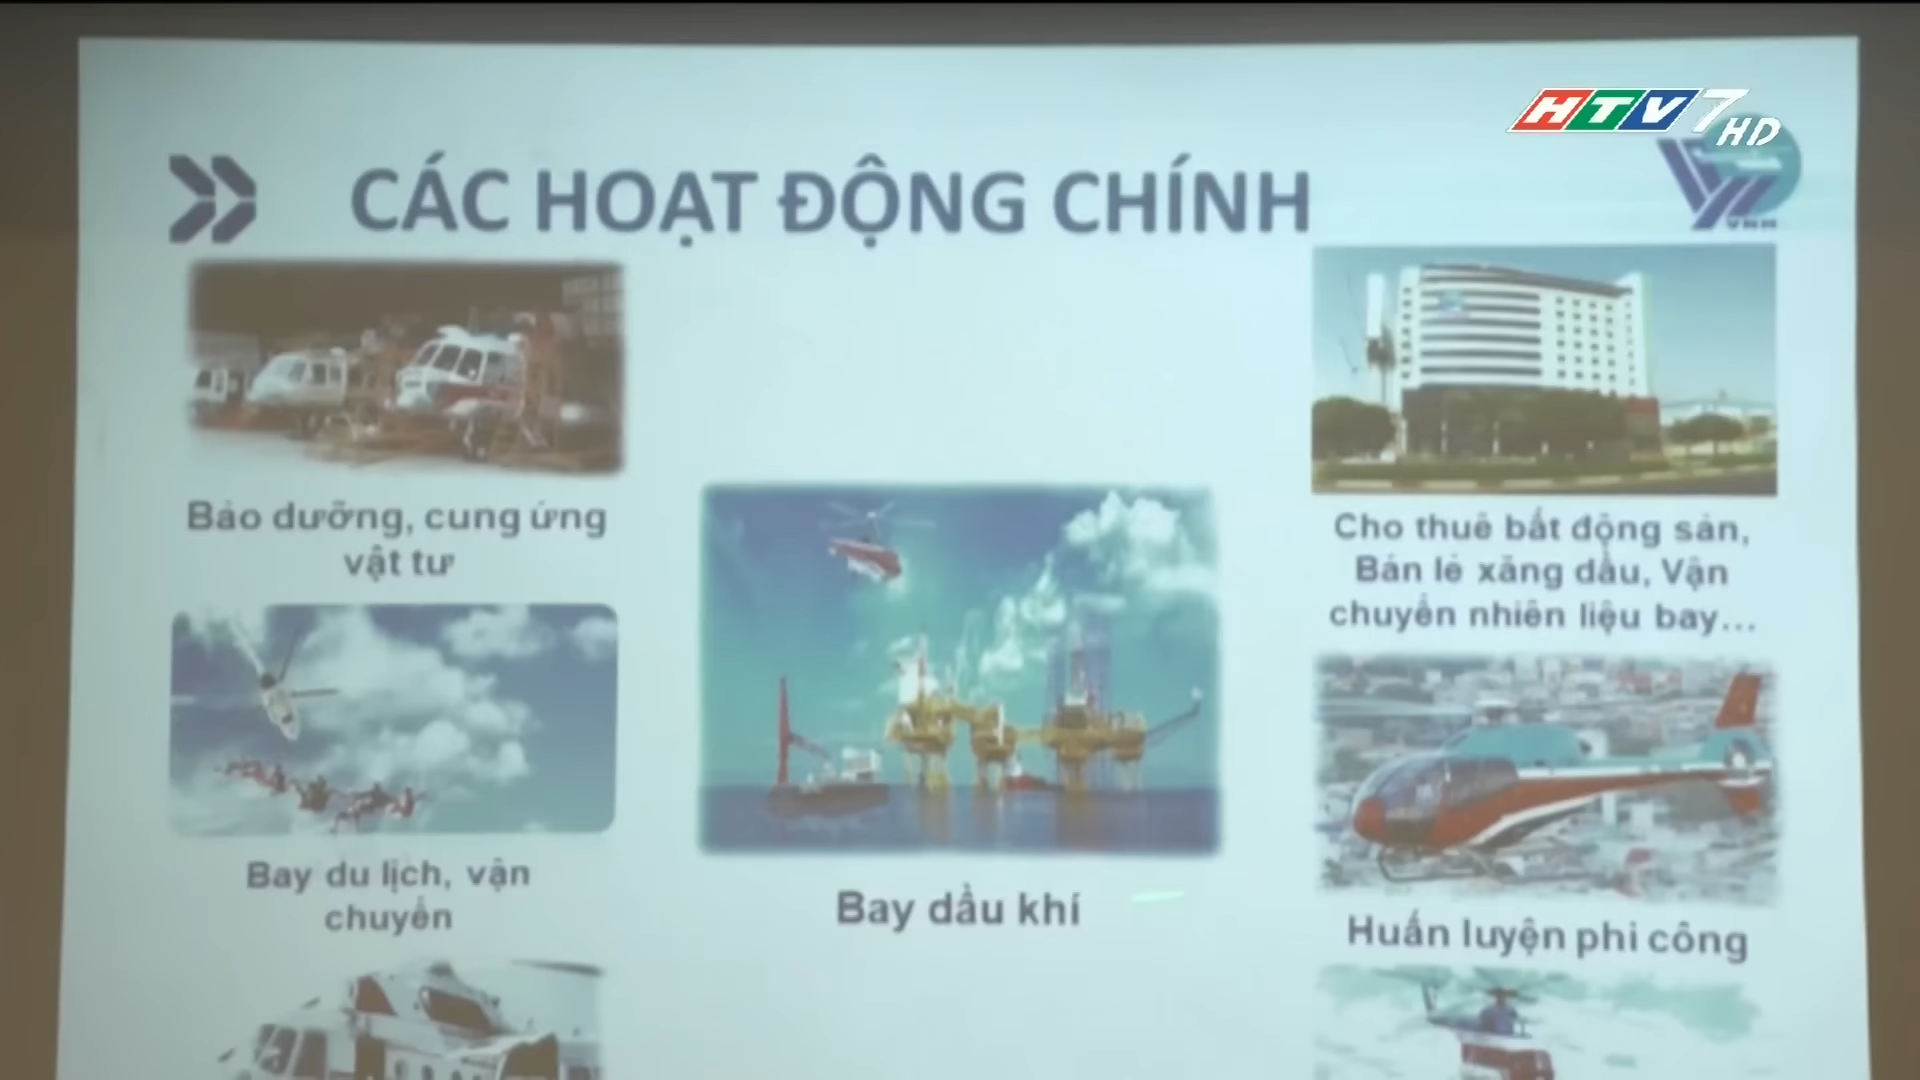 HTV7
HD
CÁC HOẠT ĐỘNG CHÍNH
VNH
Bảo dưỡng, cung ứng
vật tư
Cho thuê bất động sản,
Bán lẻ xăng dầu, Vận
chuyển nhiên liệu bay...
Bay du lịch, vận
chuyển
Bay dầu khí
Huấn luyện phi công